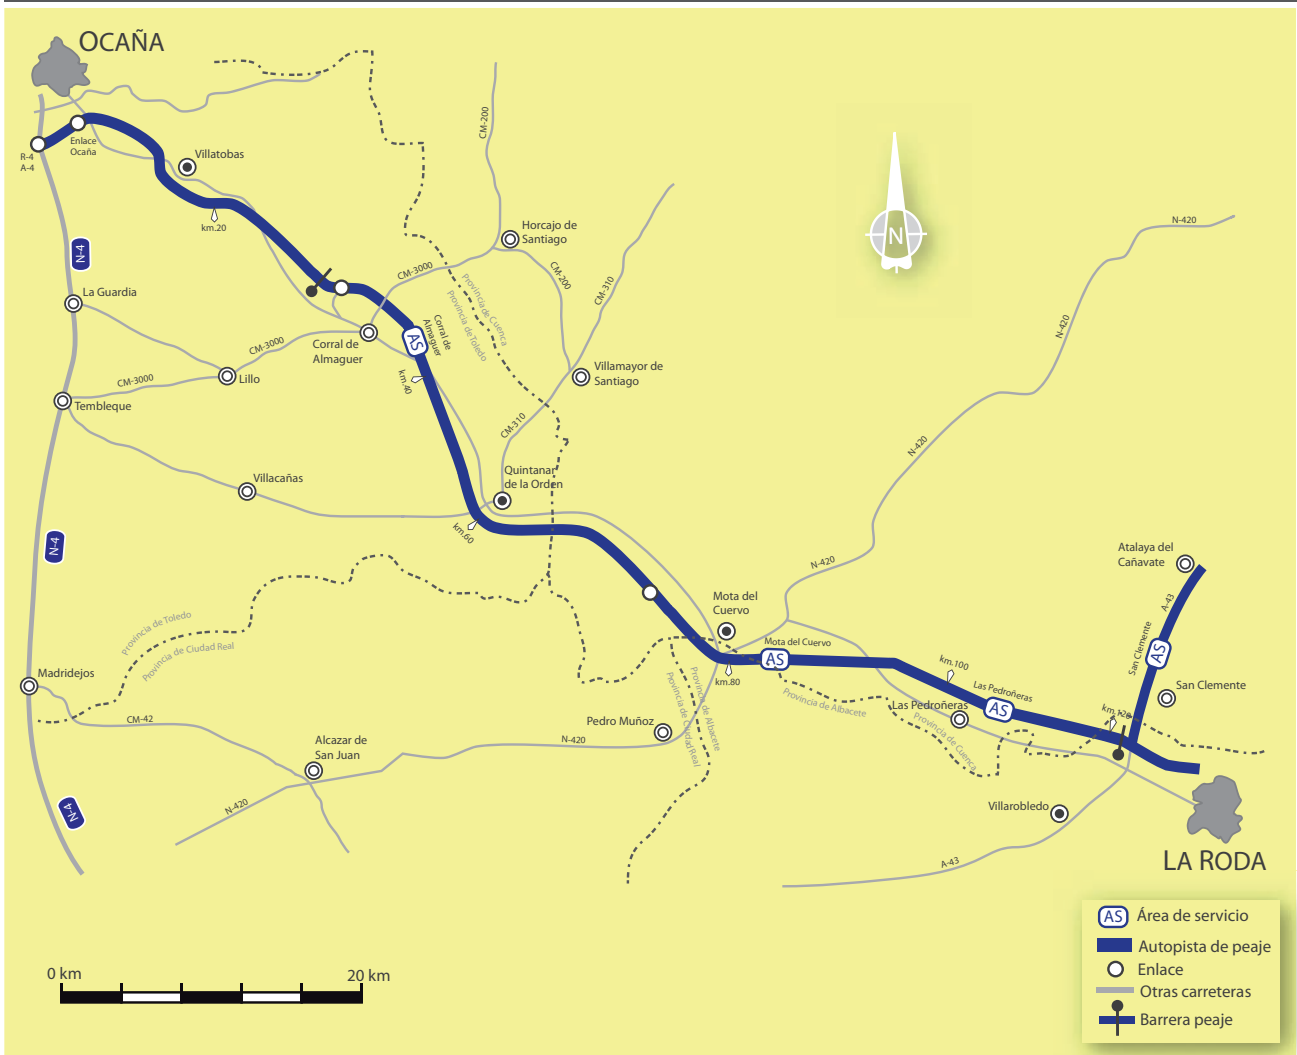 OCAÑA
R-4
A-4
Enlace
Ocaña
Villatobas
km.20
CM-200
Horcajo de
Santiago
CM-3000
CM-200
CM-310
N-420
N
N-4
La Guardia
Provincia de Cuenca
Provincia de Toledo
Corral de
Almaguer
AS
Corral de
Almaguer
CM-3000
Lillo
CM-3000
km.40
Villamayor de
Santiago
N-420
Tembleque
CM-310
N-420
Villacañas
Quintanar
de la Orden
km.60
N-4
Atalaya del
Cañavate
N-420
A-43
Mota del
Cuervo
Provincia de Toledo
Provincia de Ciudad Real
Mota del Cuervo
AS
San Clemente
AS
km.80
km.100
Madridejos
Provincia de Albacete
Provincia de Ciudad Real
Provincia de Albacete
Las Pedroñeras
AS
San Clemente
Las Pedroñeras
km.120
CM-42
Pedro Muñoz
Provincia de Cuenca
Alcazar de
San Juan
N-420
N-420
N-4
Villarobledo
A-43
LA RODA
0 km
20 km
AS Área de servicio
Autopista de peaje
Enlace
Otras carreteras
Barrera peaje